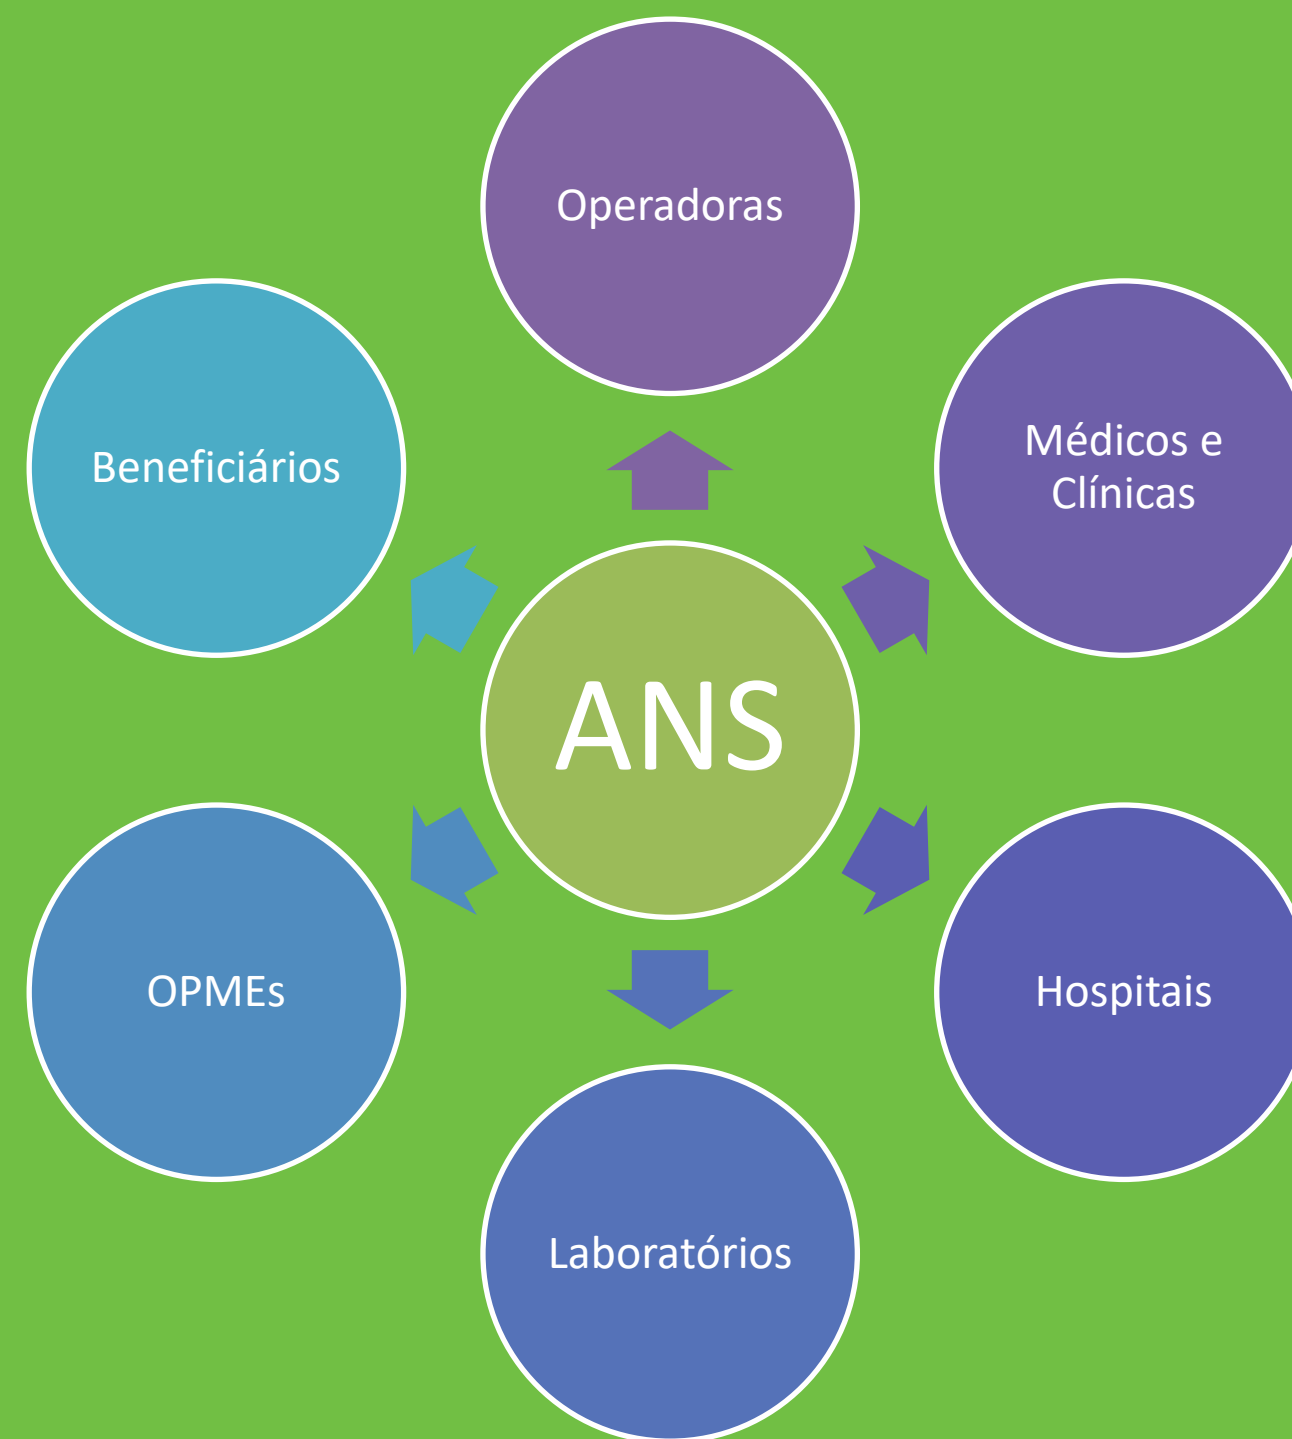 Operadoras
Médicos e
Clínicas
Beneficiários
ANS
OPMEs
Hospitais
Laboratórios